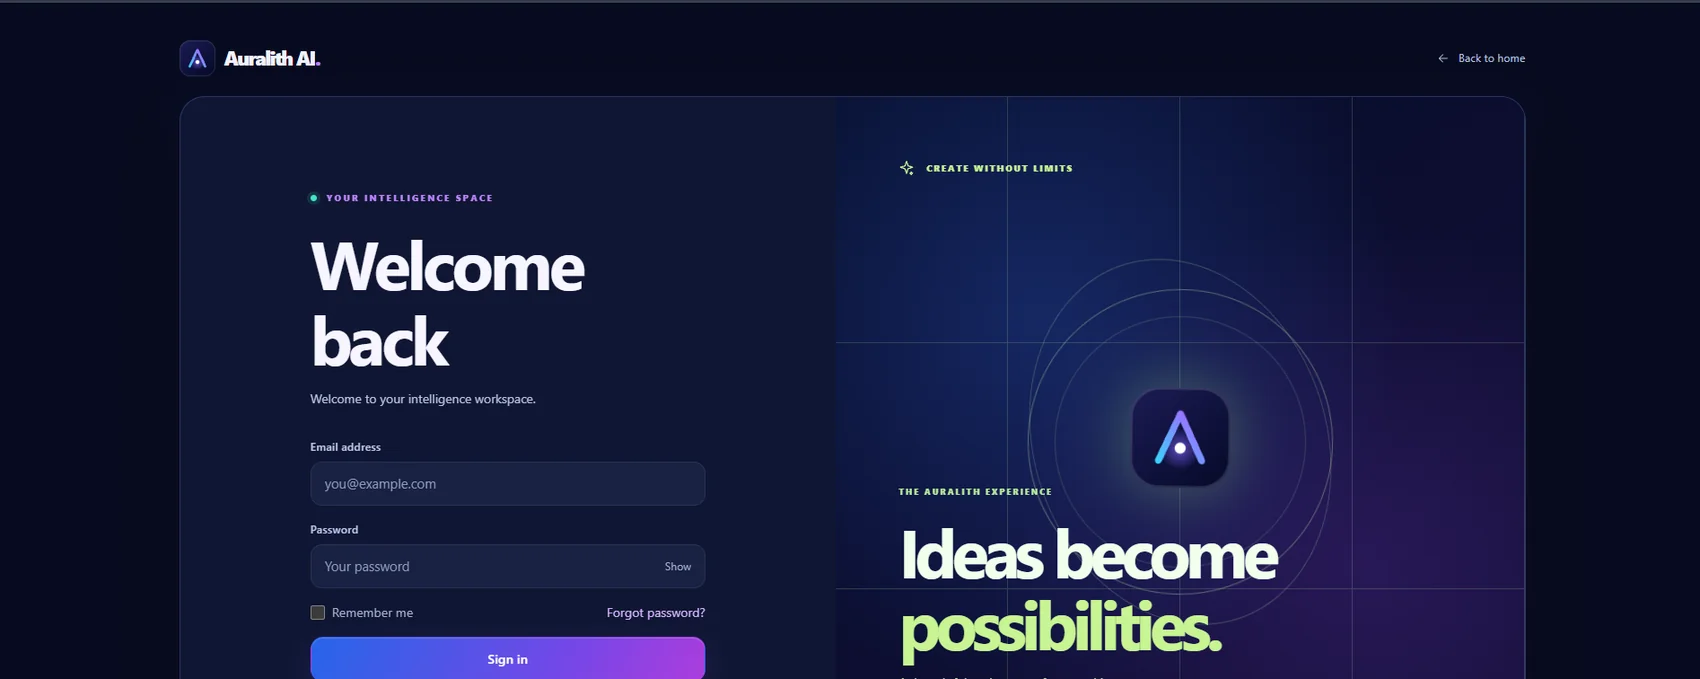 Auralith AI.
Back to home
YOUR INTELLIGENCE SPACE
Welcome
back
Welcome to your intelligence workspace.
Email address
you@example.com
Password
Your password
Show
Remember me
Forgot password?
Sign in
CREATE WITHOUT LIMITS
THE AURALITH EXPERIENCE
Ideas become
possibilities.